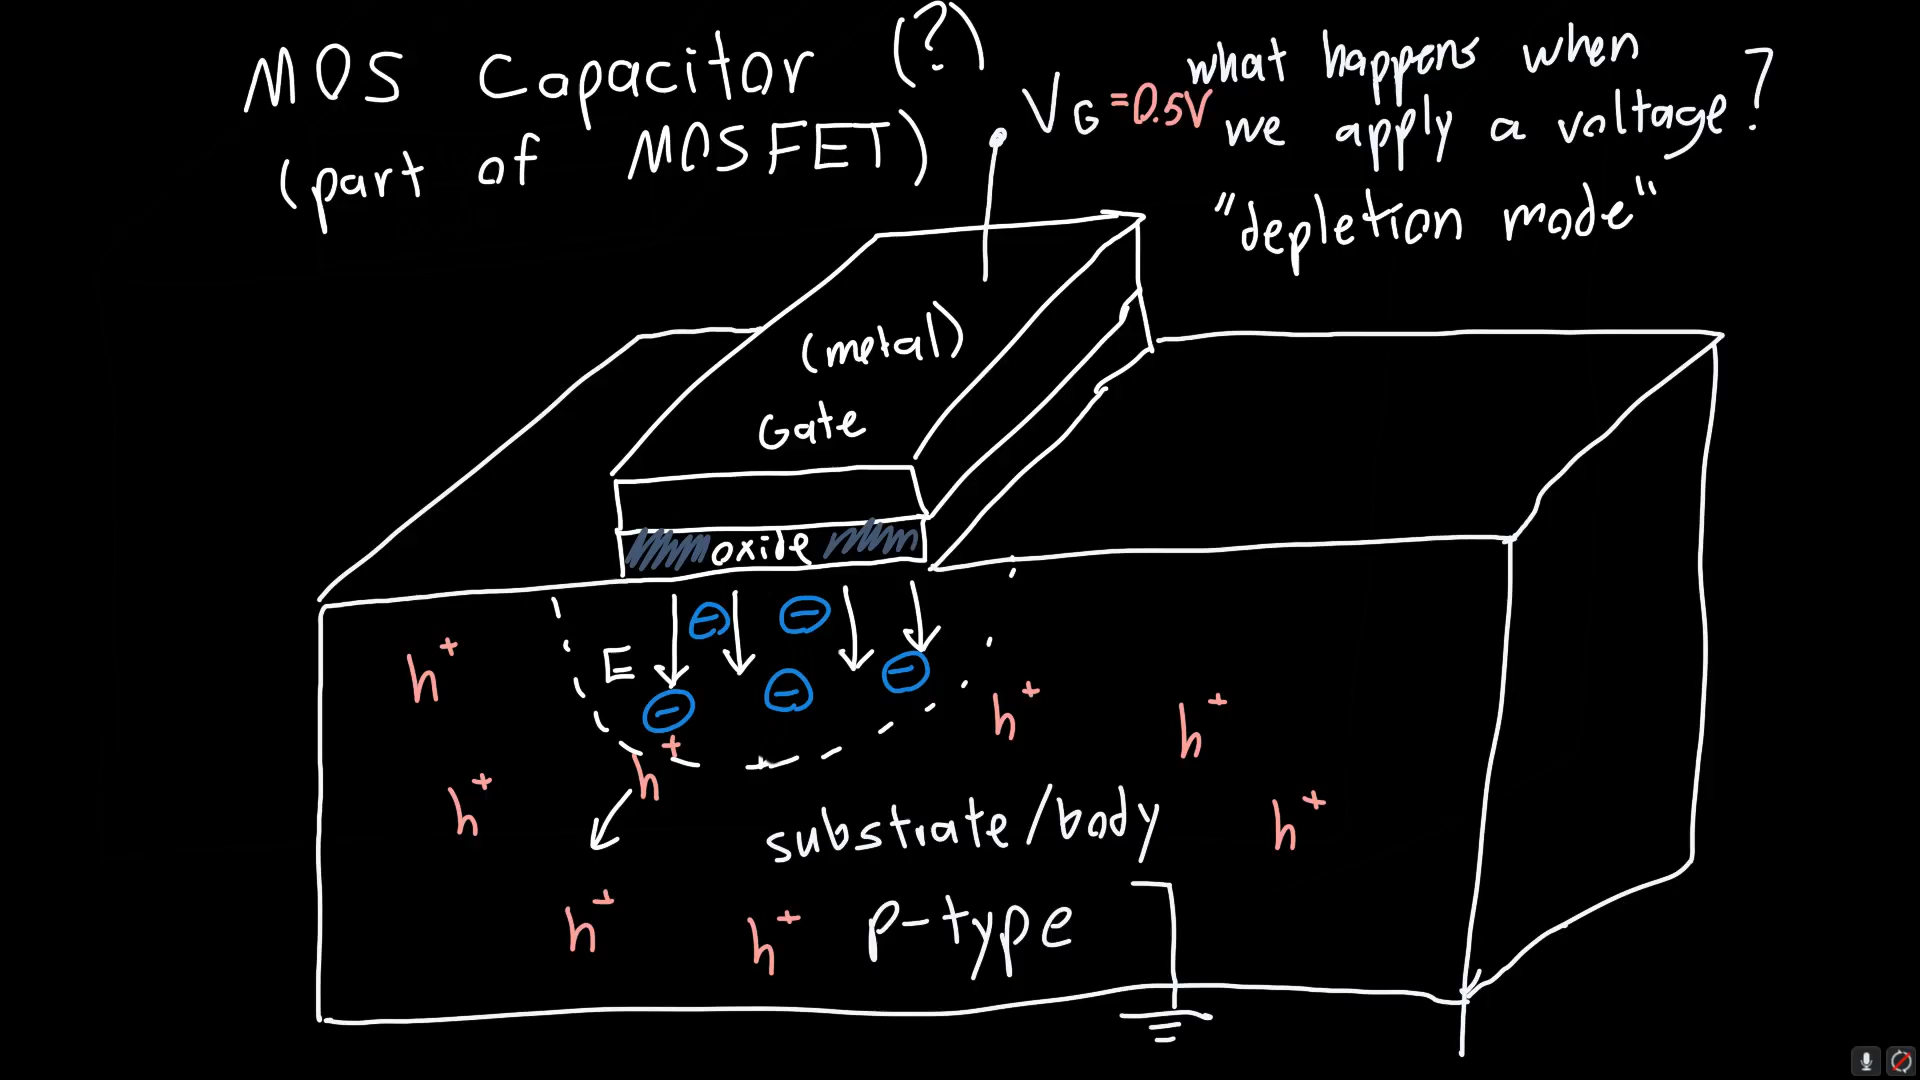 MOS Capacitor (?)
(part of MOSFET)
VG =0.5V
what happens when
we apply a voltage?
"depletion mode"
(metal)
Gate
oxide
E
h+
h+
h+
h+
h+
h+
h+
h+
substrate/body
p-type